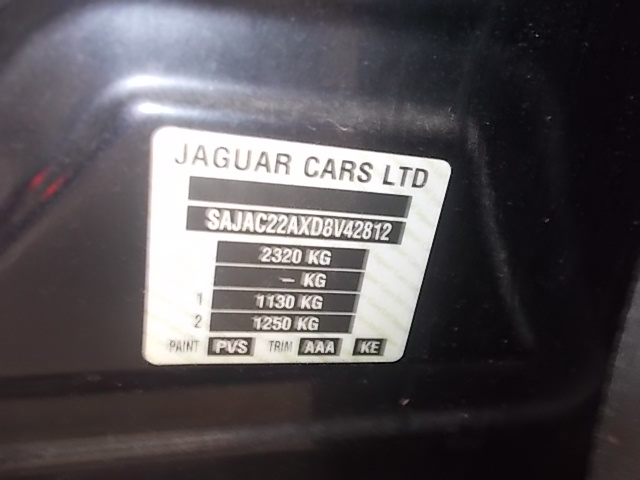 JAGUAR CARS LTD
SAJAC22AXD8V42812
2320 KG
- KG
1 1130 KG
2 1250 KG
PAINT PVS TRIM AAA KE